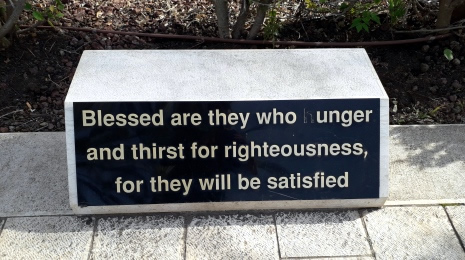 Blessed are they who hunger
and thirst for righteousness,
for they will be satisfied